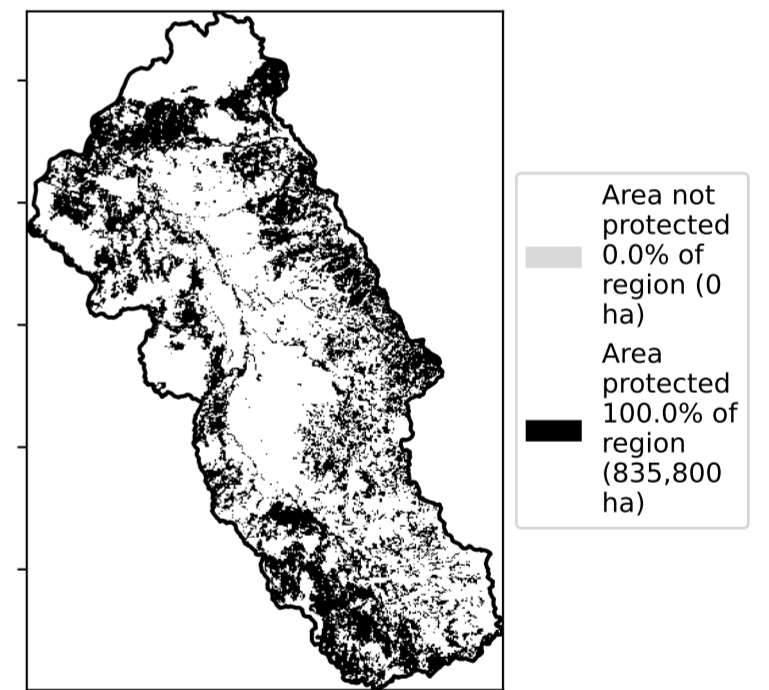 Area not
protected
0.0% of
region (0
ha)
Area
protected
100.0% of
region
(835,800
ha)